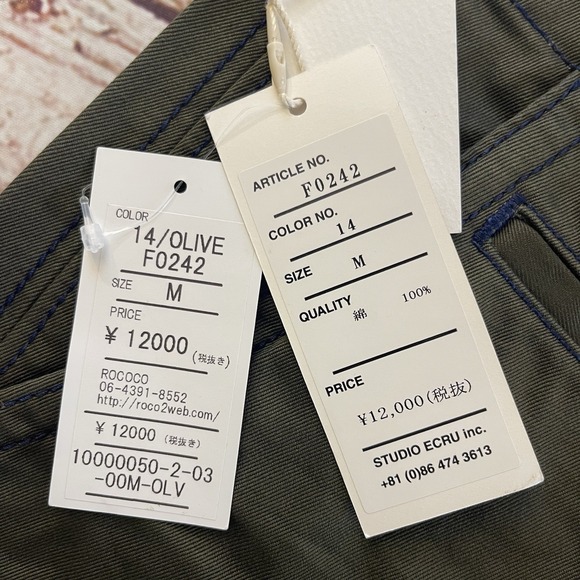 COLOR
14/OLIVE
F0242
SIZE M
PRICE
¥ 12000 (税抜き)
ROCOCO
06-4391-8552
http://roco2web.com/
¥ 12000 (税抜き)
10000050-2-03
-00M-OLV
ARTICLE NO.
F0242
COLOR NO.
14
SIZE M
QUALITY
綿 100%
PRICE
¥12,000(税抜)
STUDIO ECRU inc.
+81 (0)86 474 3613